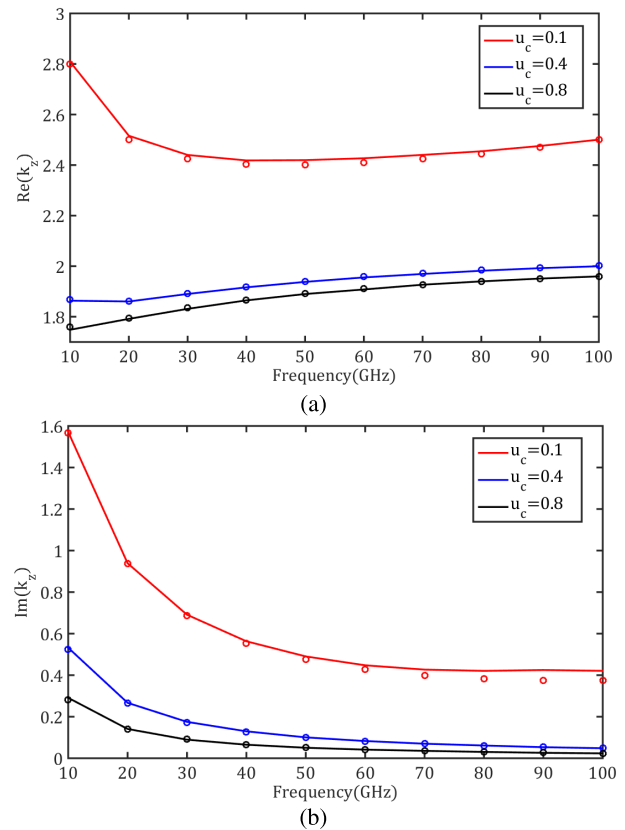 2.8
2.6
2.4
2.2
2
1.8
Re(k_z)
u_c=0.1
u_c=0.4
u_c=0.8
10 20 30 40 50 60 70 80 90 100
Frequency(GHz)
(a)
1.6
1.4
1.2
1
0.8
0.6
0.4
0.2
0
Im(k_z)
u_c=0.1
u_c=0.4
u_c=0.8
10 20 30 40 50 60 70 80 90 100
Frequency(GHz)
(b)